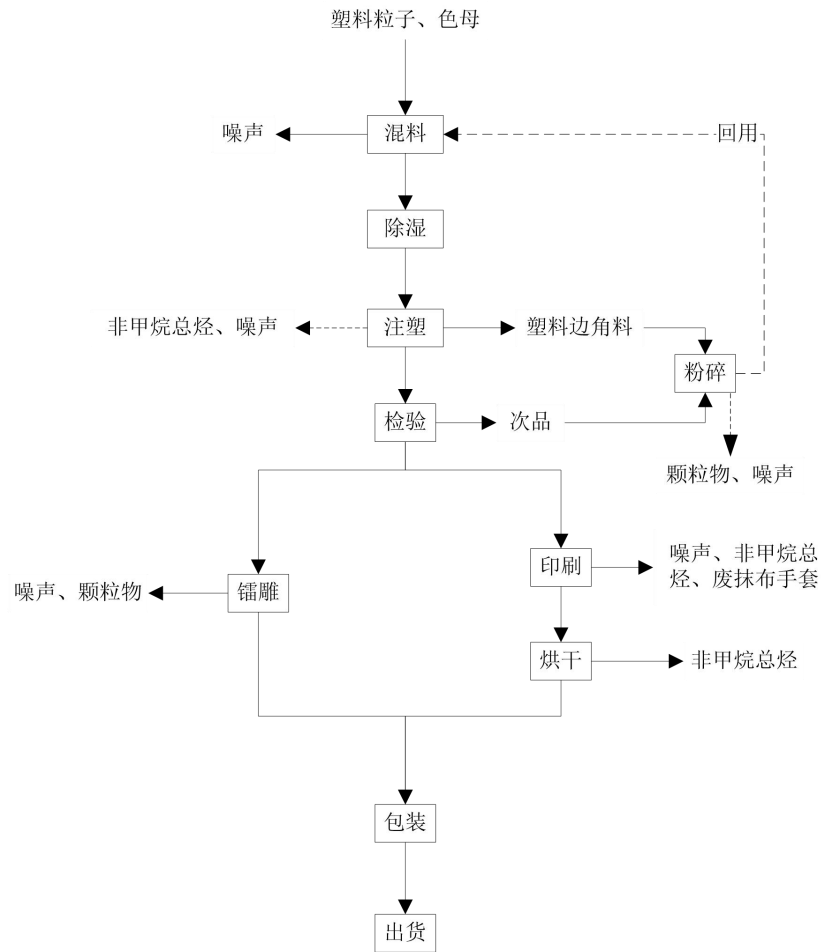 塑料粒子、色母
噪声
混料
回用
除湿
非甲烷总烃、噪声
注塑
塑料边角料
粉碎
检验
次品
颗粒物、噪声
噪声、颗粒物
镭雕
印刷
噪声、非甲烷总
烃、废抹布手套
烘干
非甲烷总烃
包装
出货